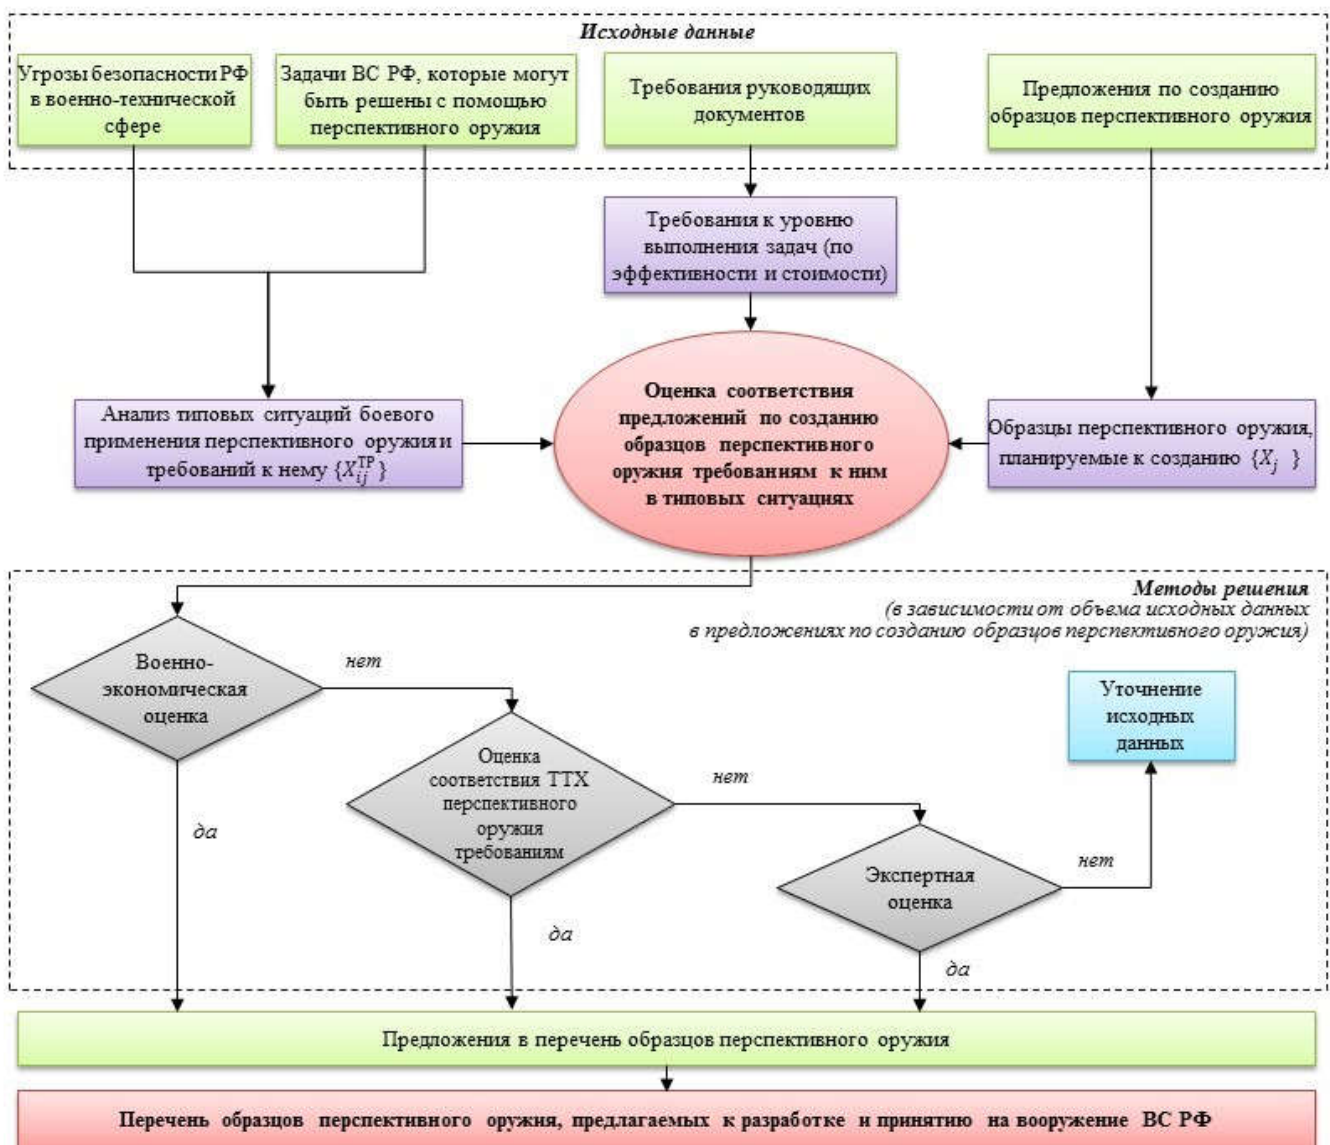 Исходные данные
Угрозы безопасности РФ
в военно-технической
сфере
Задачи ВС РФ, которые могут
быть решены с помощью
перспективного оружия
Требования руководящих
документов
Предложения по созданию
образцов перспективного оружия
Требования к уровню
выполнения задач (по
эффективности и стоимости)
Анализ типовых ситуаций боевого
применения перспективного оружия и
требований к нему {X_{ij}^{ТР}}
Оценка соответствия
предложений по созданию
образцов перспективного
оружия требованиям к ним
в типовых ситуациях
Образцы перспективного оружия,
планируемые к созданию {X_j }
Методы решения
(в зависимости от объема исходных данных
в предложениях по созданию образцов перспективного оружия)
Военно-
экономическая
оценка
нет
да
Оценка
соответствия ТТХ
перспективного
оружия
требованиям
нет
да
Экспертная
оценка
нет
да
Уточнение
исходных
данных
Предложения в перечень образцов перспективного оружия
Перечень образцов перспективного оружия, предлагаемых к разработке и принятию на вооружение ВС РФ